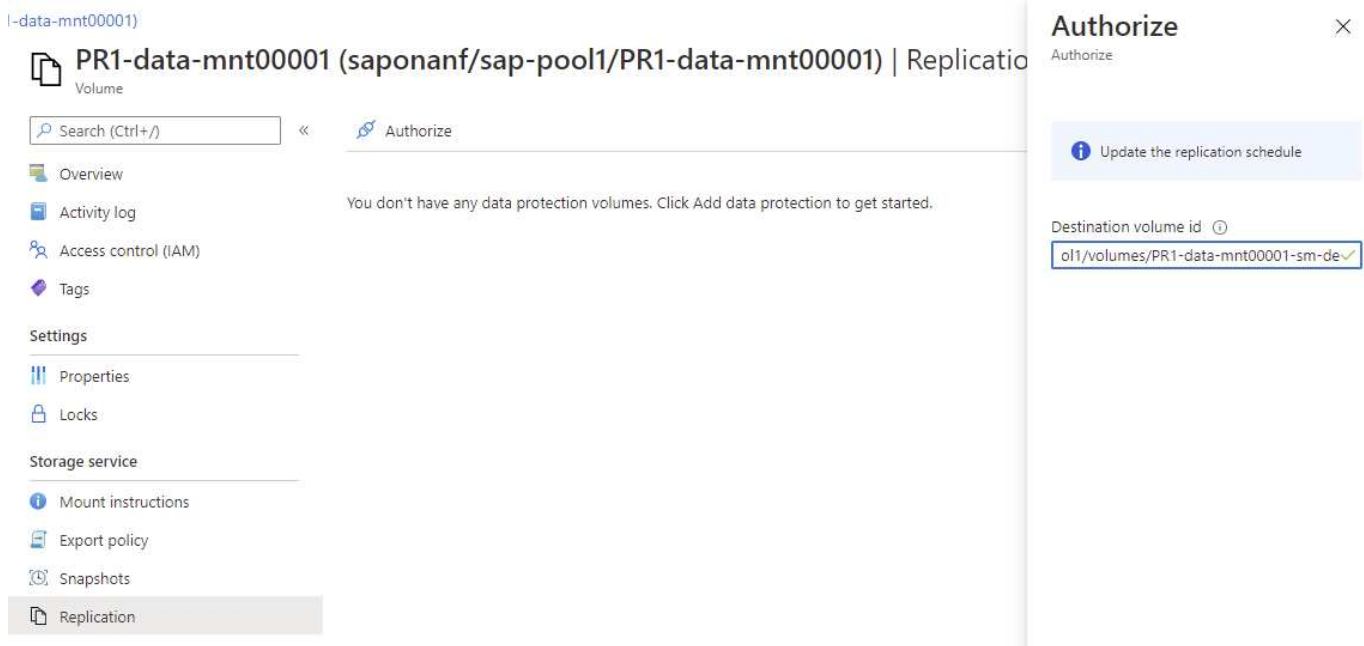 l-data-mnt00001)
PR1-data-mnt00001 (saponanf/sap-pool1/PR1-data-mnt00001) | Replicatio
Volume
Search (Ctrl+/)
«
Overview
Activity log
Access control (IAM)
Tags
Settings
Properties
Locks
Storage service
Mount instructions
Export policy
Snapshots
Replication
Authorize
You don't have any data protection volumes. Click Add data protection to get started.
Authorize
Authorize
Update the replication schedule
Destination volume id
ol1/volumes/PR1-data-mnt00001-sm-de